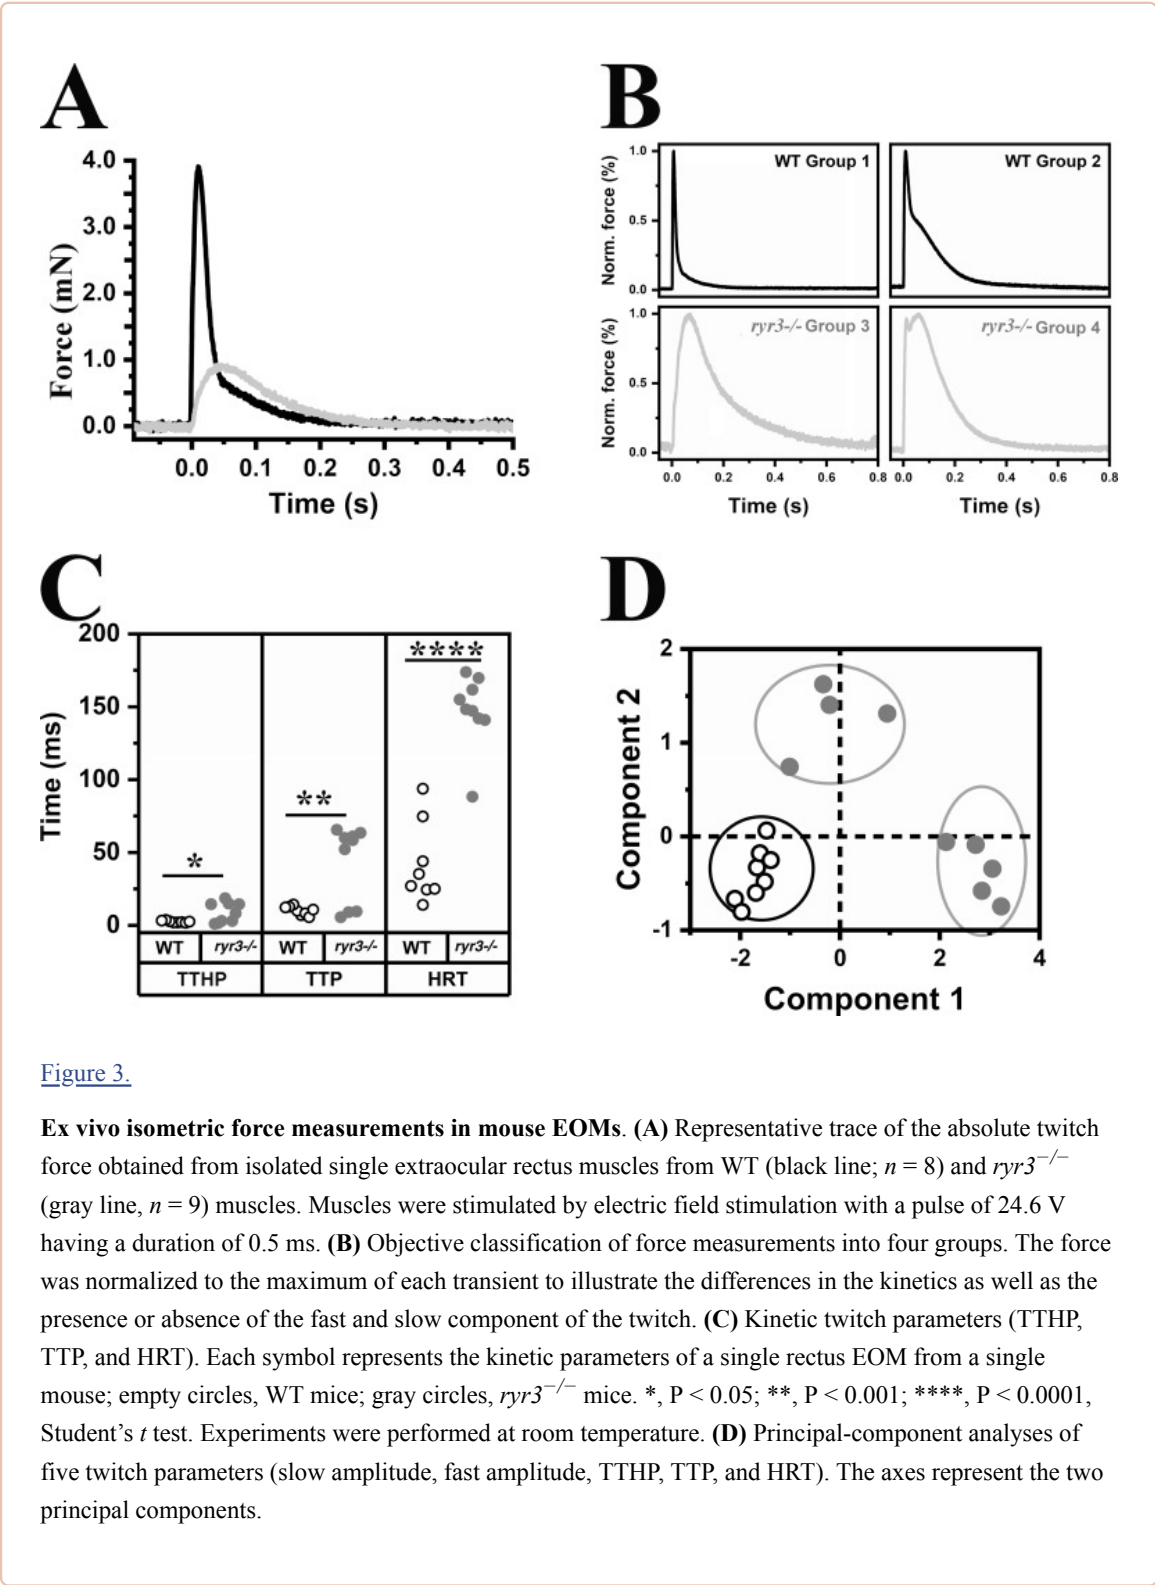 A
B
4.0
3.0
2.0
1.0
0.0
Force (mN)
0.0 0.1 0.2 0.3 0.4 0.5
Time (s)
WT Group 1
WT Group 2
1.0
0.5
0.0
Norm. force (%)
ryr3-/- Group 3
ryr3-/- Group 4
1.0
0.5
0.0
Norm. force (%)
0.0 0.2 0.4 0.6 0.8
0.0 0.2 0.4 0.6 0.8
Time (s)
Time (s)
C
D
200
150
100
50
0
Time (ms)
*
**
****
WT ryr3-/- WT ryr3-/- WT ryr3-/-
TTHP TTP HRT
2
1
0
-1
Component 2
-2 0 2 4
Component 1
Figure 3.
Ex vivo isometric force measurements in mouse EOMs. (A) Representative trace of the absolute twitch
force obtained from isolated single extraocular rectus muscles from WT (black line; n = 8) and ryr3−/−
(gray line, n = 9) muscles. Muscles were stimulated by electric field stimulation with a pulse of 24.6 V
having a duration of 0.5 ms. (B) Objective classification of force measurements into four groups. The force
was normalized to the maximum of each transient to illustrate the differences in the kinetics as well as the
presence or absence of the fast and slow component of the twitch. (C) Kinetic twitch parameters (TTHP,
TTP, and HRT). Each symbol represents the kinetic parameters of a single rectus EOM from a single
mouse; empty circles, WT mice; gray circles, ryr3−/− mice. *, P < 0.05; **, P < 0.001; ****, P < 0.0001,
Student’s t test. Experiments were performed at room temperature. (D) Principal-component analyses of
five twitch parameters (slow amplitude, fast amplitude, TTHP, TTP, and HRT). The axes represent the two
principal components.